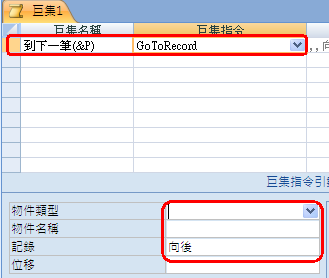 巨集1
巨集名稱 巨集指令
到下一筆(&P) GoToRecord , , 向
巨集指令引
物件類型
物件名稱
記錄 向後
位移